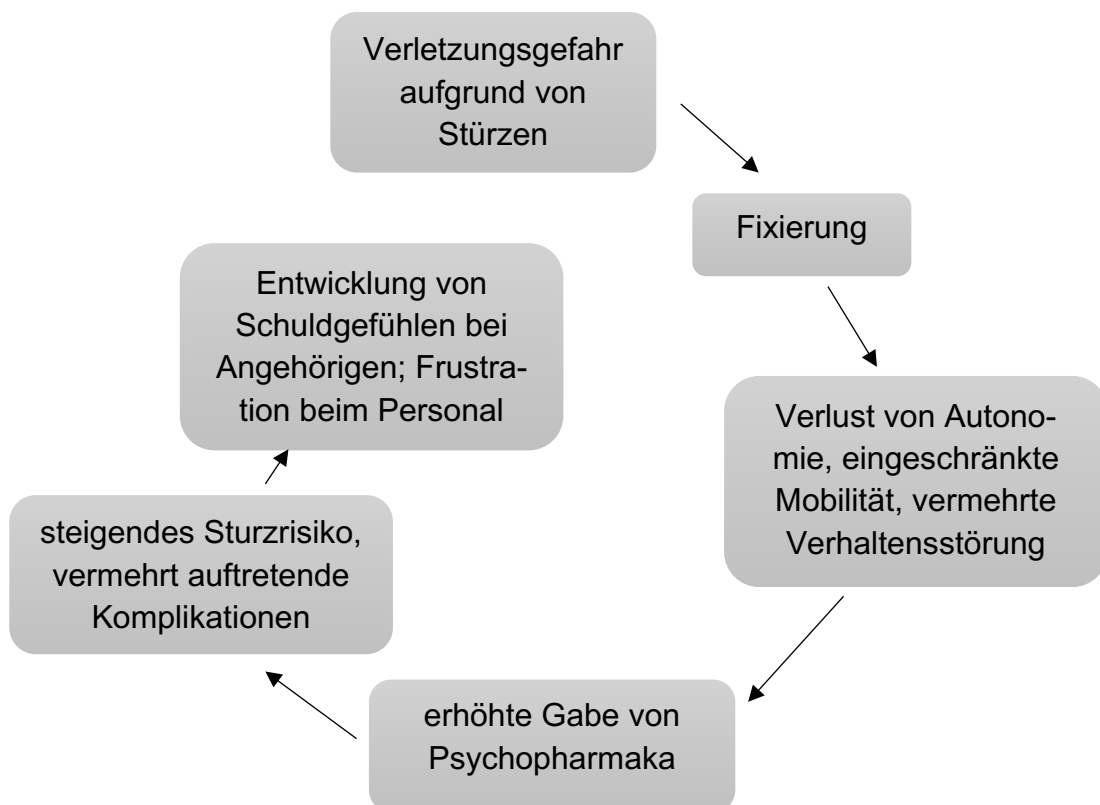 Verletzungsgefahr
aufgrund von
Stürzen
Fixierung
Verlust von Autono-
mie, eingeschränkte
Mobilität, vermehrte
Verhaltensstörung
erhöhte Gabe von
Psychopharmaka
steigendes Sturzrisiko,
vermehrt auftretende
Komplikationen
Entwicklung von
Schuldgefühlen bei
Angehörigen; Frustra-
tion beim Personal